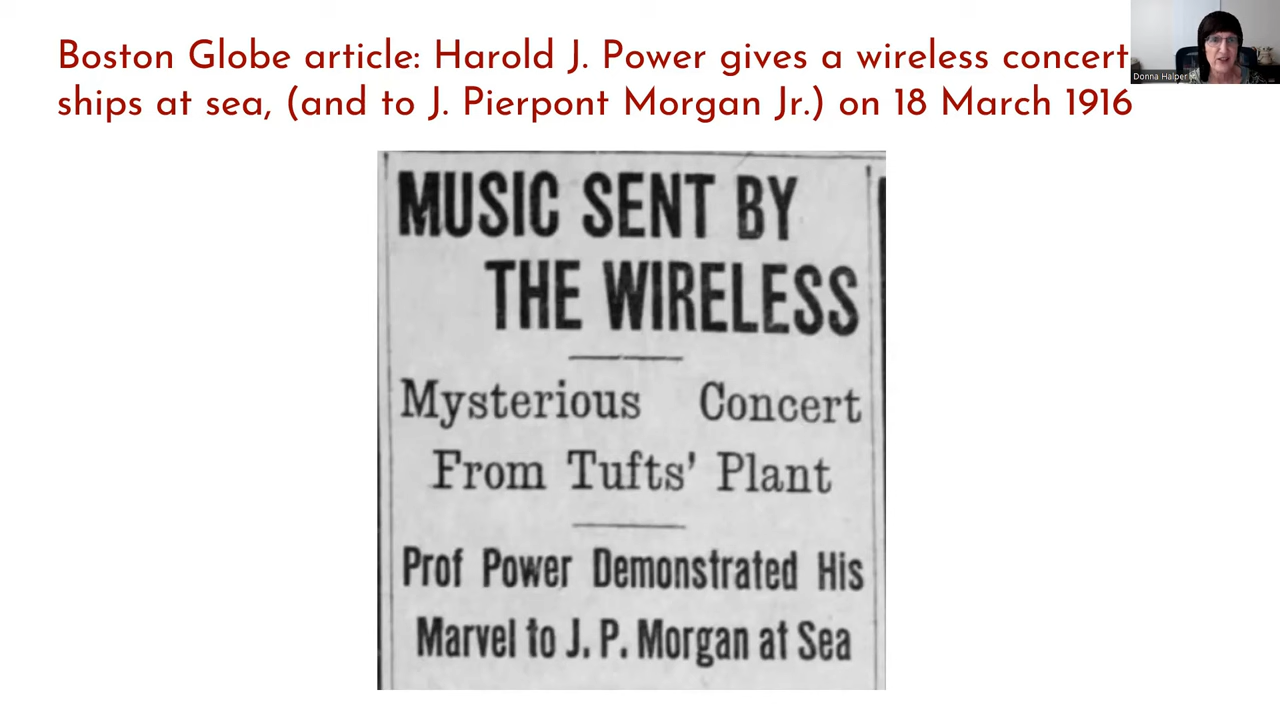 Boston Globe article: Harold J. Power gives a wireless concert
ships at sea, (and to J. Pierpont Morgan Jr.) on 18 March 1916
Donna Halper
MUSIC SENT BY
THE WIRELESS
Mysterious Concert
From Tufts' Plant
Prof Power Demonstrated His
Marvel to J. P. Morgan at Sea